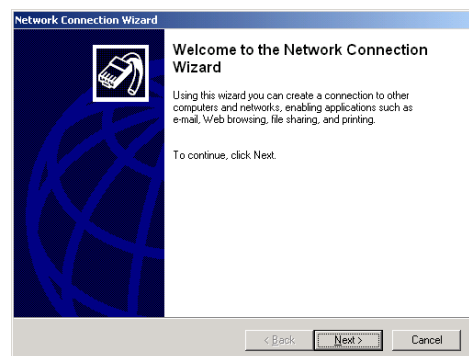 Network Connection Wizard
Welcome to the Network Connection
Wizard
Using this wizard you can create a connection to other
computers and networks, enabling applications such as
e-mail, Web browsing, file sharing, and printing.
To continue, click Next.
< Back
Next >
Cancel